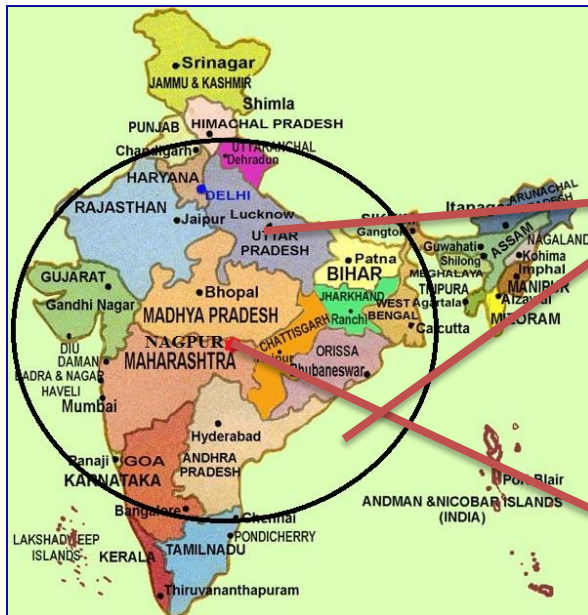 Srinagar
JAMMU & KASHMIR
Shimla
PUNJAB
HIMACHAL PRADESH
Chandigarh
UTTARANCHAL
Dehradun
HARYANA
DELHI
RAJASTHAN
Jaipur
Lucknow
UTTAR
PRADESH
Gangtok
Itanagar
ARUNACHAL
ASSAM
NAGALAND
Guwahati
Kohima
Shilong
Imphal
MEGHALAYA
MANIPUR
Patna
BIHAR
GUJARAT
Gandhi Nagar
Bhopal
MADHYA PRADESH
JHARKHAND
Ranchi
WEST
BENGAL
TRIPURA
Agartala
Aizawal
MIZORAM
Calcutta
CHATTISGARH
NAGPUR
MAHARASHTRA
ORISSA
Bhubaneswar
DIU
DAMAN
DADRA & NAGAR
HAVELI
Mumbai
Hyderabad
ANDHRA
PRADESH
Panaji
GOA
KARNATAKA
Bangalore
Chennai
PONDICHERRY
Port Blair
ANDMAN & NICOBAR ISLANDS
(INDIA)
LAKSHADWEEP
ISLANDS
KERALA
TAMILNADU
Thiruvananthapuram